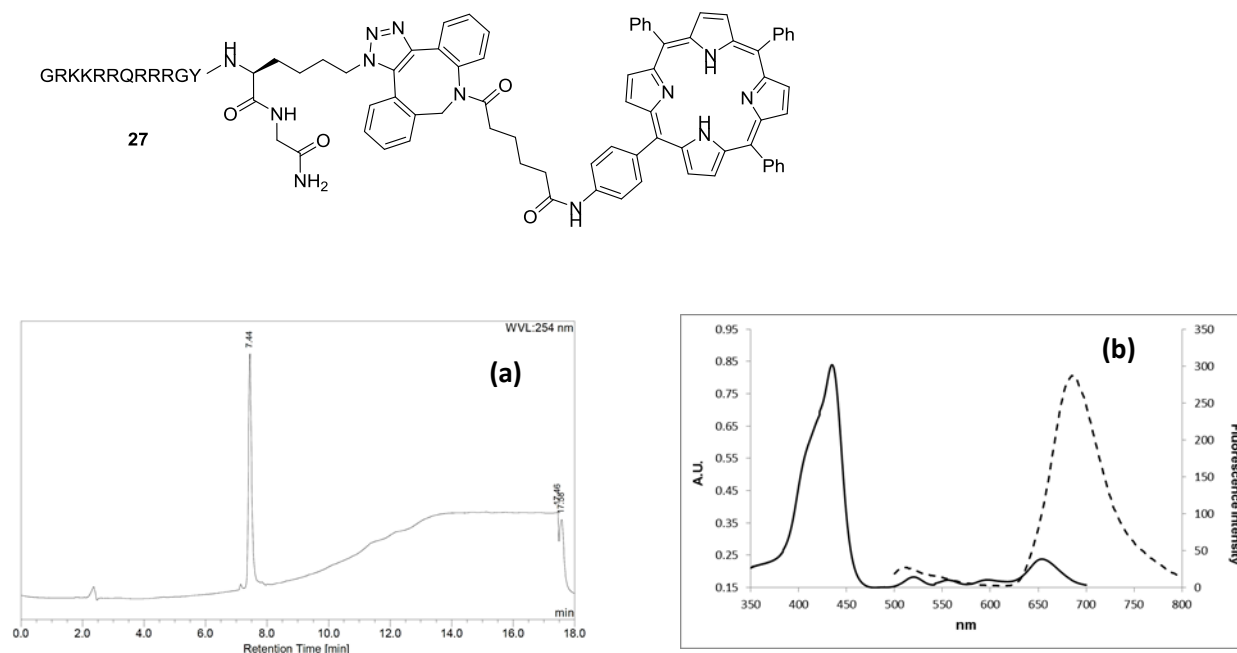 GRKKRRQRRRGY
H
N
O
NH
O
NH₂
27
N=N
N
N
O
O
N
H
Ph
Ph
Ph
N
H
N
N
H
N
WVL:254 nm
(a)
7.44
17.46
17.56
min
0.0 2.0 4.0 6.0 8.0 10.0 12.0 14.0 16.0 18.0
Retention Time [min]
(b)
0.95
0.85
0.75
0.65
0.55
0.45
0.35
0.25
0.15
A.U.
350
300
250
200
150
100
50
0
Fluorescence Intensity
350 400 450 500 550 600 650 700 750 800
nm